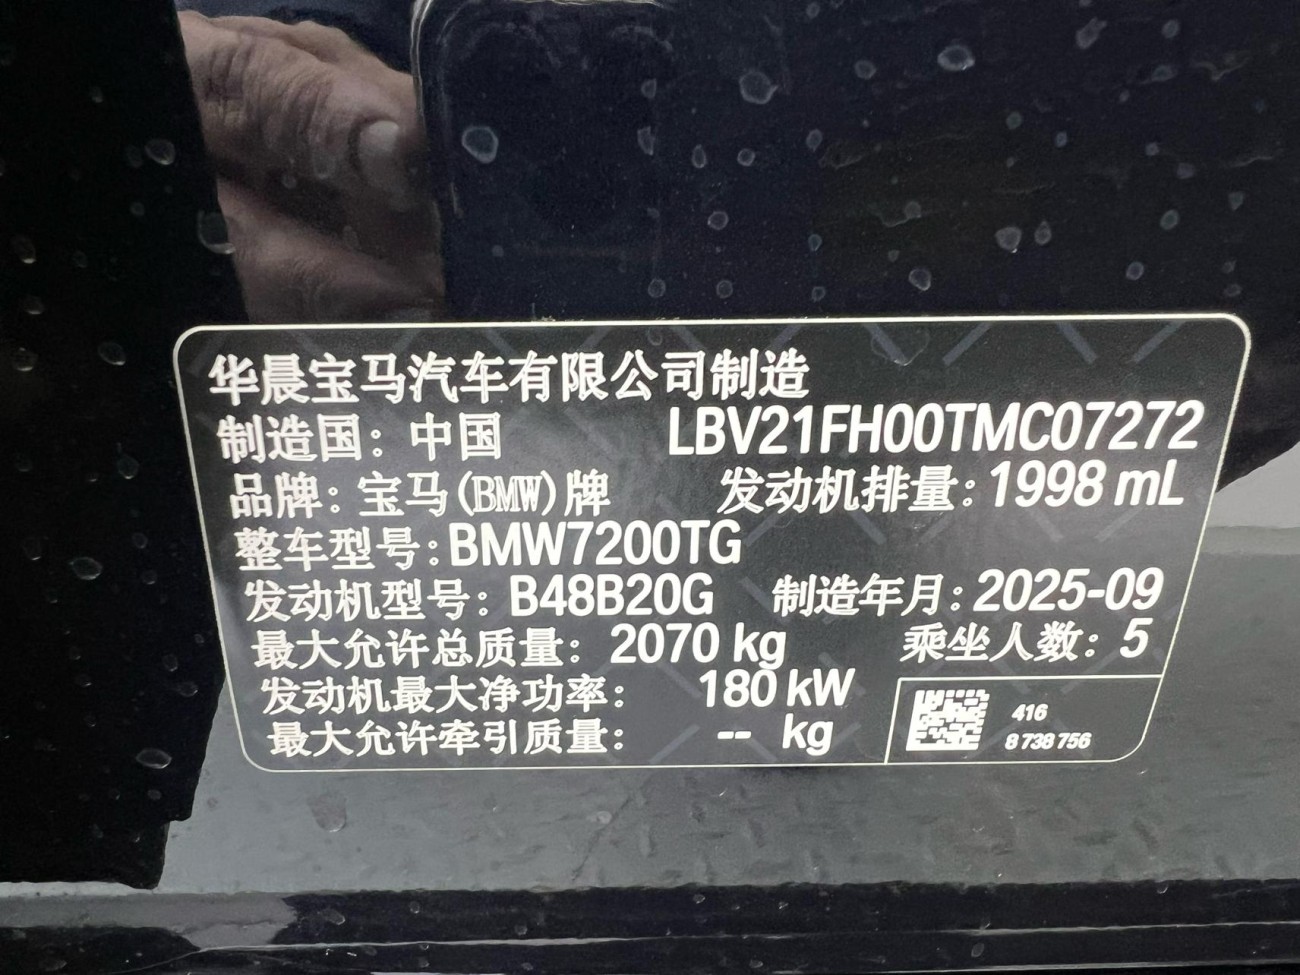 华晨宝马汽车有限公司制造
制造国：中国 LBV21FH00TMC07272
品牌：宝马(BMW)牌 发动机排量：1998 mL
整车型号：BMW7200TG
发动机型号：B48B20G 制造年月：2025-09
最大允许总质量：2070 kg 乘坐人数：5
发动机最大净功率：180 kW
最大允许牵引质量：-- kg
416
8 738 756